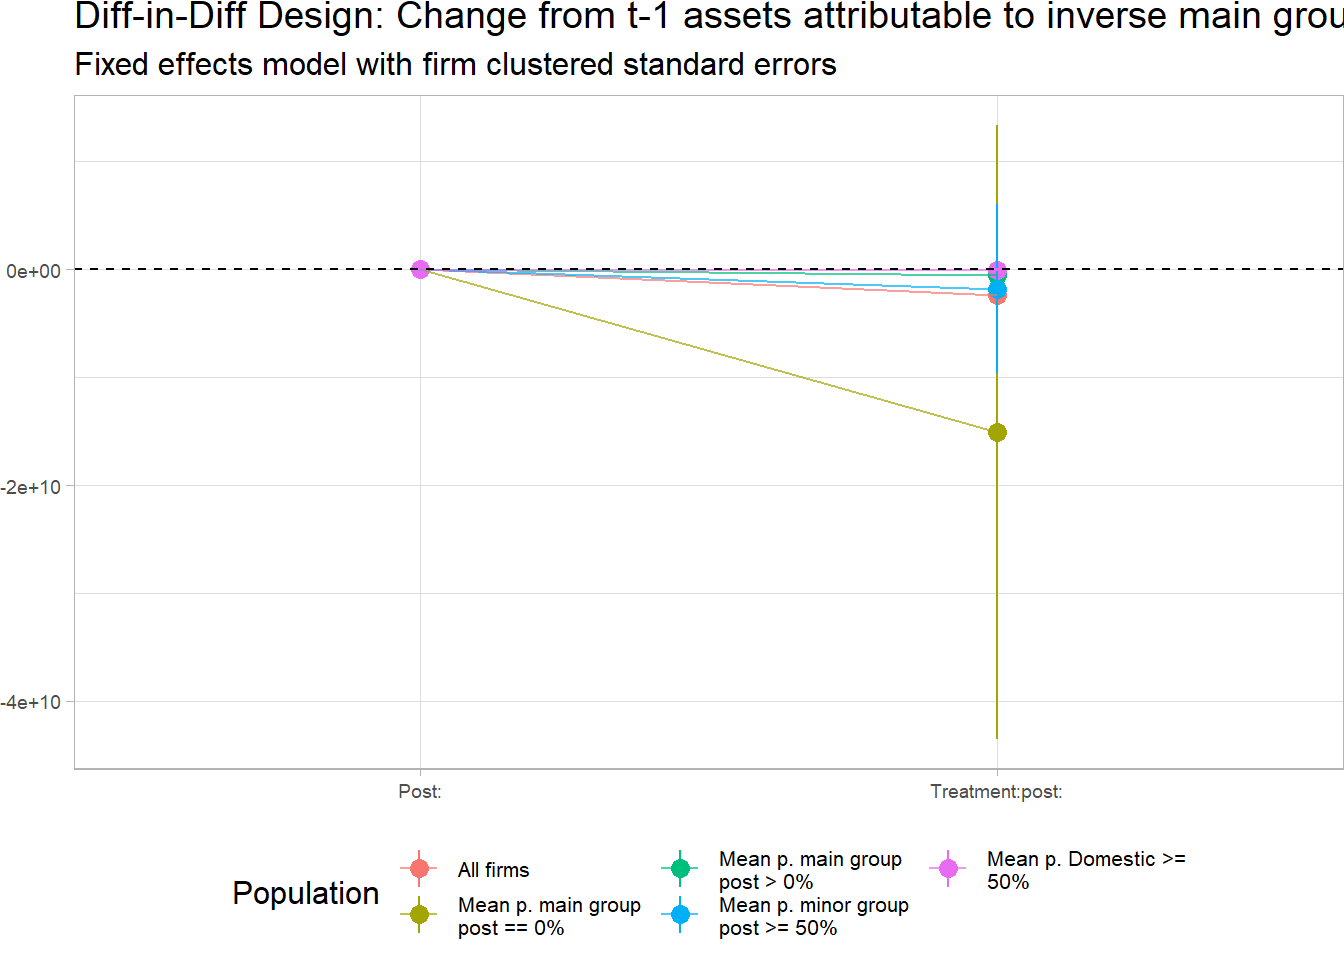 Diff-in-Diff Design: Change from t-1 assets attributable to inverse main grou
Fixed effects model with firm clustered standard errors
0e+00
-2e+10
-4e+10
Post:
Treatment:post:
Population
All firms
Mean p. main group
post == 0%
Mean p. main group
post > 0%
Mean p. minor group
post >= 50%
Mean p. Domestic >=
50%